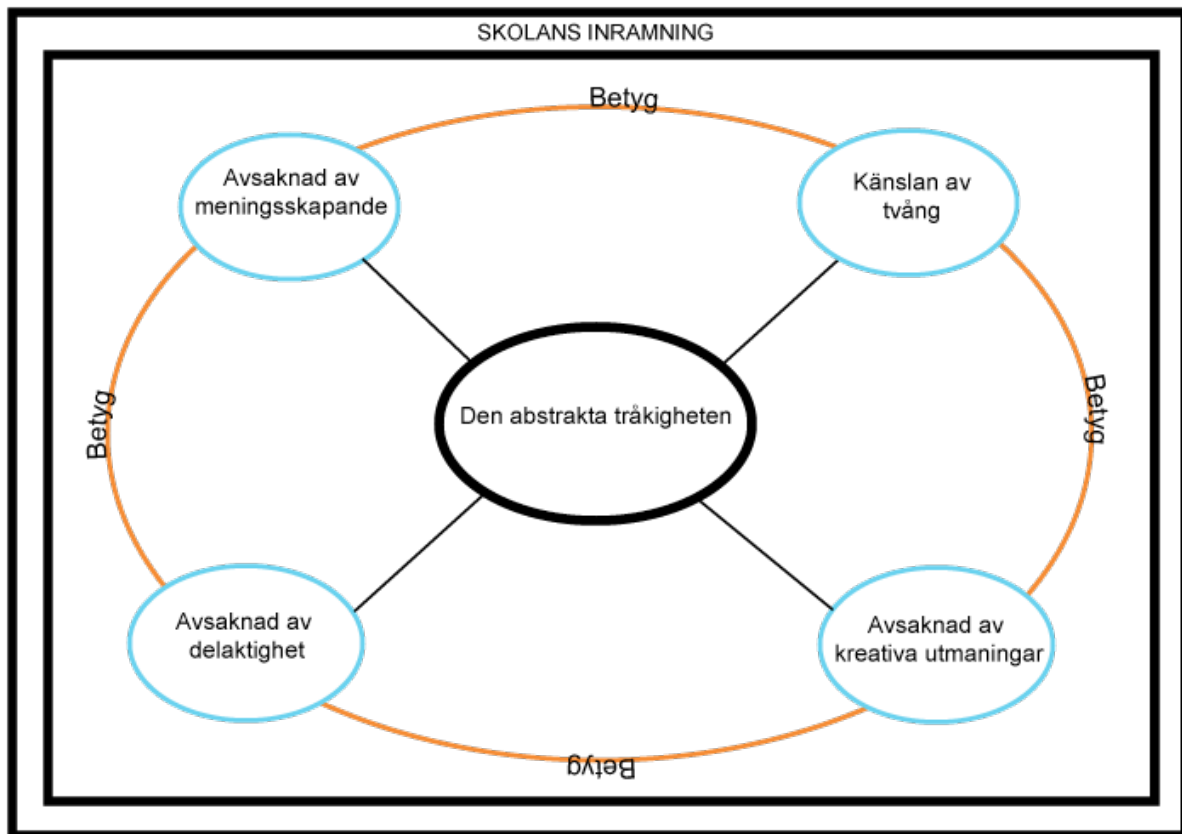 SKOLANS INRAMNING
Betyg
Avsaknad av
meningsskapande
Känslan av
tvång
Betyg
Den abstrakta tråkigheten
Betyg
Avsaknad av
delaktighet
Avsaknad av
kreativa utmaningar
Betyg